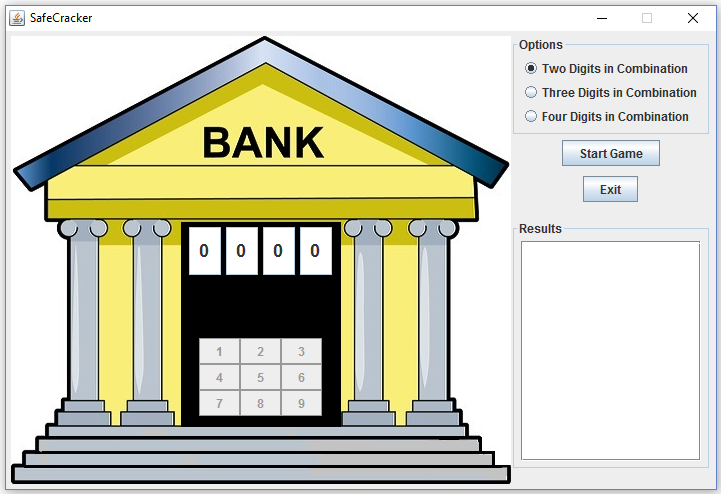 SafeCracker
Options
Two Digits in Combination
Three Digits in Combination
Four Digits in Combination
Start Game
Exit
Results
BANK
0 0 0 0
1 2 3
4 5 6
7 8 9